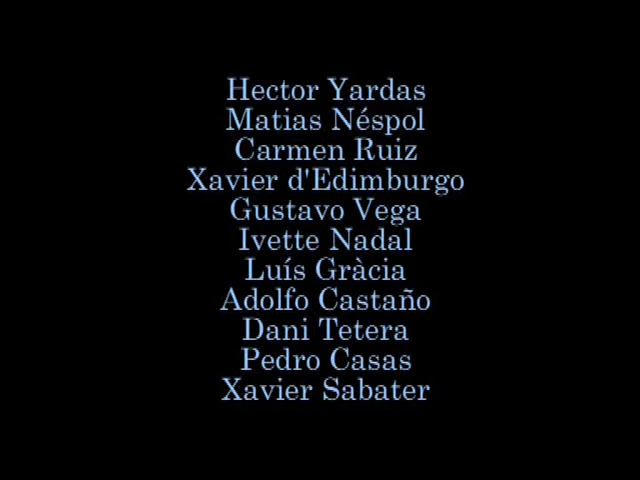 Hector Yardas
Matias Néspol
Carmen Ruiz
Xavier d'Edimburgo
Gustavo Vega
Ivette Nadal
Luís Gràcia
Adolfo Castaño
Dani Tetera
Pedro Casas
Xavier Sabater